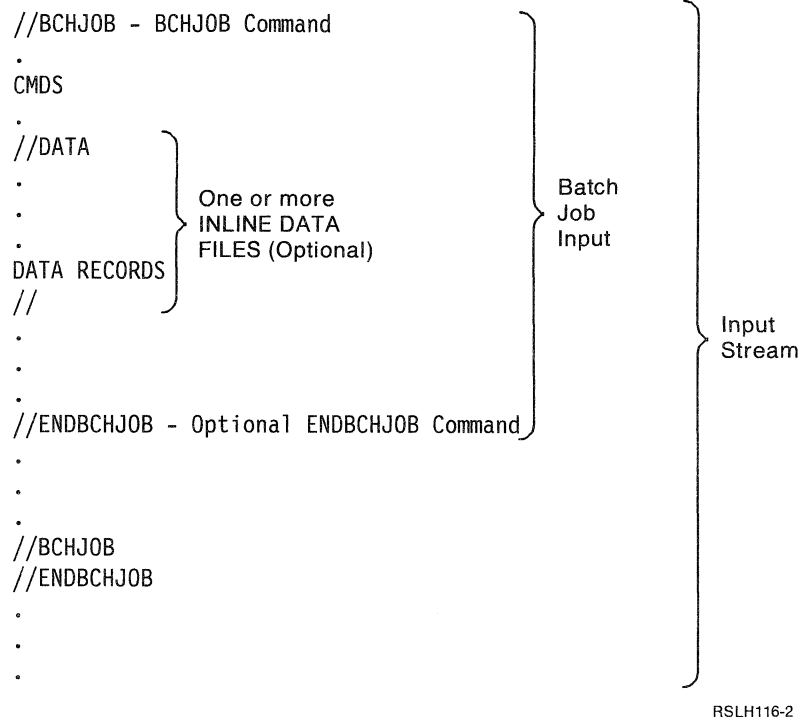 //BCHJOB - BCHJOB Command
.
CMDS
.
//DATA
.
.
.
DATA RECORDS
//
.
.
.
//ENDBCHJOB - Optional ENDBCHJOB Command
.
.
.
//BCHJOB
//ENDBCHJOB
.
.
.
One or more
INLINE DATA
FILES (Optional)
Batch
Job
Input
Input
Stream
RSLH116-2